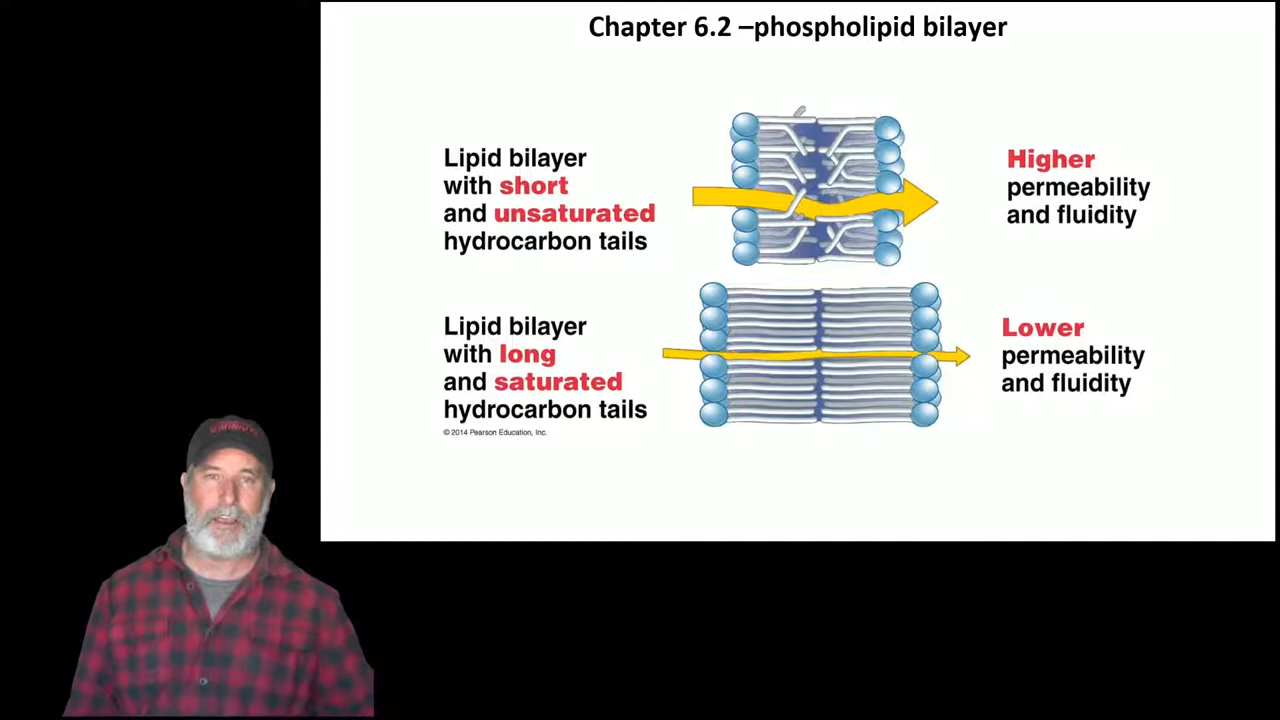 Chapter 6.2 –phospholipid bilayer
Lipid bilayer
with short
and unsaturated
hydrocarbon tails
Higher
permeability
and fluidity
Lipid bilayer
with long
and saturated
hydrocarbon tails
Lower
permeability
and fluidity
© 2014 Pearson Education, Inc.